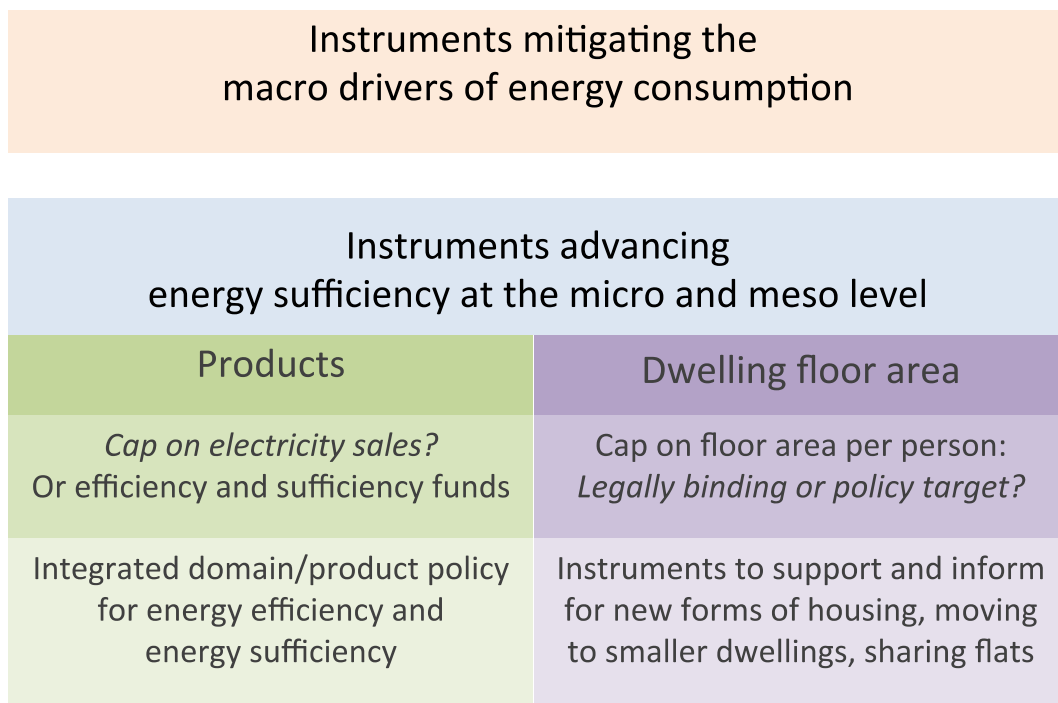 Instruments mitigating the
macro drivers of energy consumption
Instruments advancing
energy sufficiency at the micro and meso level
Products
Dwelling floor area
Cap on electricity sales?
Or efficiency and sufficiency funds
Cap on floor area per person:
Legally binding or policy target?
Integrated domain/product policy
for energy efficiency and
energy sufficiency
Instruments to support and inform
for new forms of housing, moving
to smaller dwellings, sharing flats